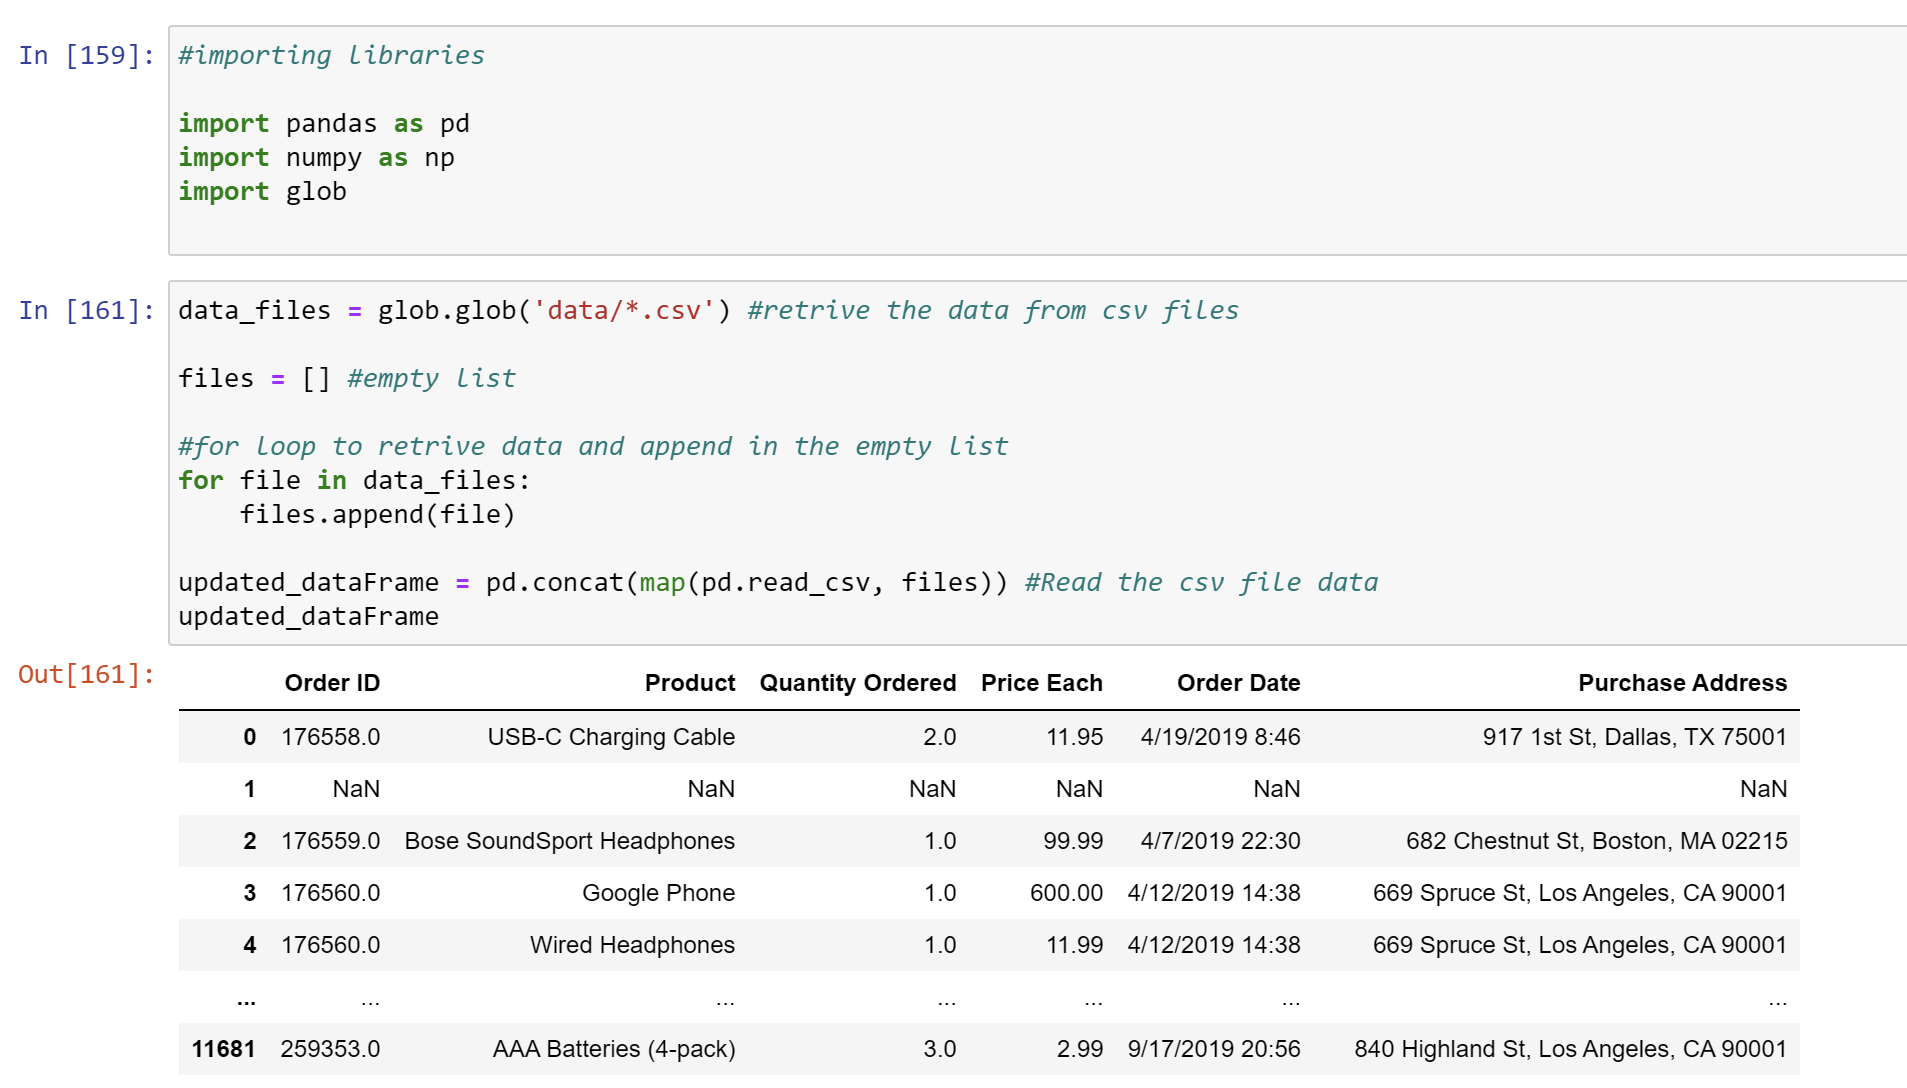 In [159]: #importing libraries
import pandas as pd
import numpy as np
import glob
In [161]: data_files = glob.glob('data/*.csv') #retrive the data from csv files
files = [] #empty list
#for loop to retrive data and append in the empty list
for file in data_files:
    files.append(file)
updated_dataFrame = pd.concat(map(pd.read_csv, files)) #Read the csv file data
updated_dataFrame
Out[161]:
Order ID Product Quantity Ordered Price Each Order Date Purchase Address
0 176558.0 USB-C Charging Cable 2.0 11.95 4/19/2019 8:46 917 1st St, Dallas, TX 75001
1 NaN NaN NaN NaN NaN NaN
2 176559.0 Bose SoundSport Headphones 1.0 99.99 4/7/2019 22:30 682 Chestnut St, Boston, MA 02215
3 176560.0 Google Phone 1.0 600.00 4/12/2019 14:38 669 Spruce St, Los Angeles, CA 90001
4 176560.0 Wired Headphones 1.0 11.99 4/12/2019 14:38 669 Spruce St, Los Angeles, CA 90001
... ... ... ... ... ... ...
11681 259353.0 AAA Batteries (4-pack) 3.0 2.99 9/17/2019 20:56 840 Highland St, Los Angeles, CA 90001